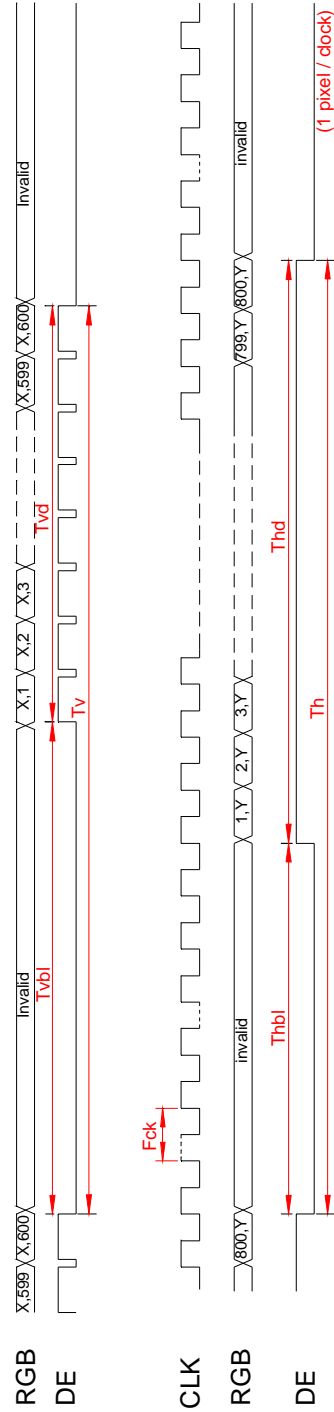 RGB X,599 X,600 Invalid X,1 X,2 X,3 X,599 X,600 Invalid
DE
Tvbl Tvd
Tv
Fck
CLK
RGB 800,Y invalid 1,Y 2,Y 3,Y 799,Y 800,Y invalid
DE
Thbl Thd
Th
(1 pixel / clock)